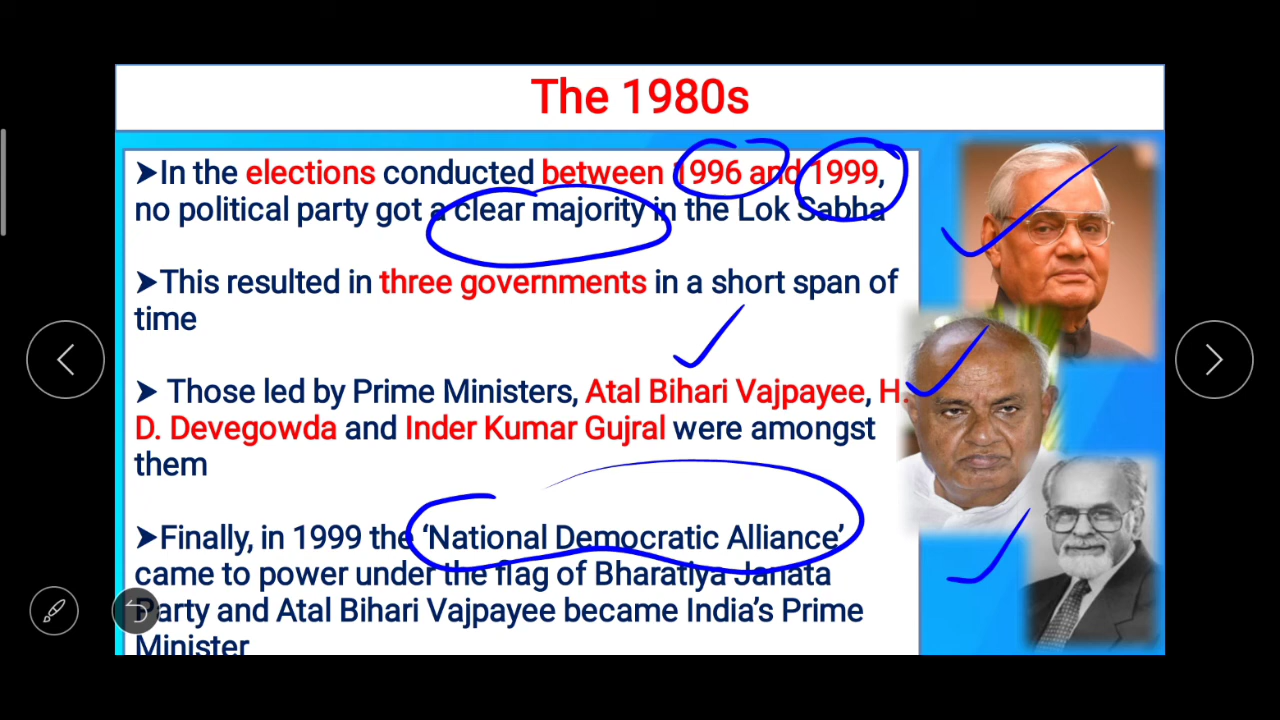 The 1980s
➤In the elections conducted between 1996 and 1999,
no political party got a clear majority in the Lok Sabha
➤This resulted in three governments in a short span of
time
➤ Those led by Prime Ministers, Atal Bihari Vajpayee, H.
D. Devegowda and Inder Kumar Gujral were amongst
them
➤Finally, in 1999 the ‘National Democratic Alliance’
came to power under the flag of Bharatiya Janata
Party and Atal Bihari Vajpayee became India’s Prime
Minister